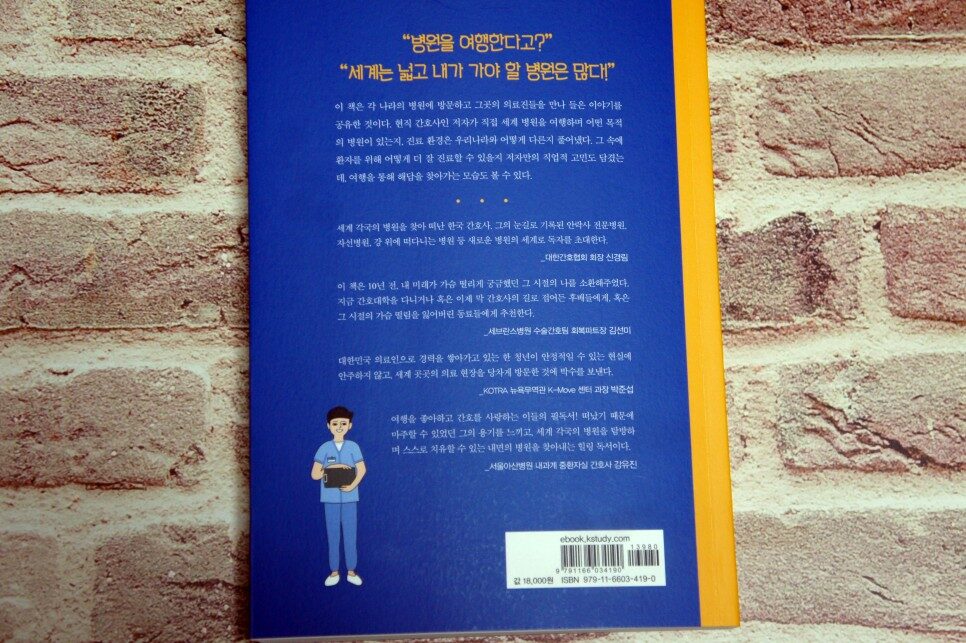 “병원을 여행한다고?”
“세계는 넓고 내가 가야 할 병원은 많다!”
이 책은 각 나라의 병원에 방문하고 그곳의 의료진들을 만나 들은 이야기를
공유한 것이다. 현직 간호사인 저자가 직접 세계 병원을 여행하며 어떤 목적
의 병원이 있는지, 진료 환경은 우리나라와 어떻게 다른지 풀어냈다. 그 속에
환자를 위해 어떻게 더 잘 진료할 수 있을지 저자만의 직업적 고민도 담겼는
데, 여행을 통해 해답을 찾아가는 모습도 볼 수 있다.
세계 각국의 병원을 찾아 떠난 한국 간호사. 그의 눈길로 기록된 안락사 전문병원,
자선병원, 강 위에 떠다니는 병원 등 새로운 병원의 세계로 독자를 초대한다.
_대한간호협회 회장 신경림
이 책은 10년 전, 내 미래가 가슴 떨리게 궁금했던 그 시절의 나를 소환해주었다.
지금 간호대학을 다니거나 혹은 이제 막 간호사의 길로 접어든 후배들에게, 혹은
그 시절의 가슴 떨림을 잃어버린 동료들에게 추천한다.
_세브란스병원 수술간호팀 회복파트장 김선미
대한민국 의료인으로 경력을 쌓아가고 있는 한 청년이 안정적일 수 있는 현실에
안주하지 않고, 세계 곳곳의 의료 현장을 당차게 방문한 것에 박수를 보낸다.
_KOTRA 뉴욕무역관 K-Move 센터 과장 박준섭
여행을 좋아하고 간호를 사랑하는 이들의 필독서! 떠났기 때문에
마주할 수 있었던 그의 용기를 느끼고, 세계 각국의 병원을 탐방하
며 스스로 치유할 수 있는 내면의 병원을 찾아내는 힐링 독서이다.
_서울아산병원 내과계 중환자실 간호사 강유진
ebook.kstudy.com
13980
9 791166 034190
값 18,000원 ISBN 979-11-6603-419-0